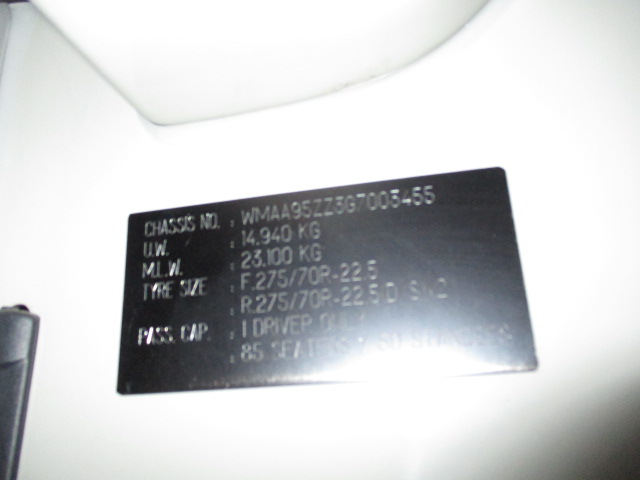 CHASSIS NO. : WMAA95ZZ3G7003455
U.W. : 14.940 KG
M.L.W. : 23.100 KG
TYRE SIZE : F.275/70R-22.5
: R.275/70R-22.5 D
PASS. CAP. : 1 DRIVER ONLY
: 85 SEATERS